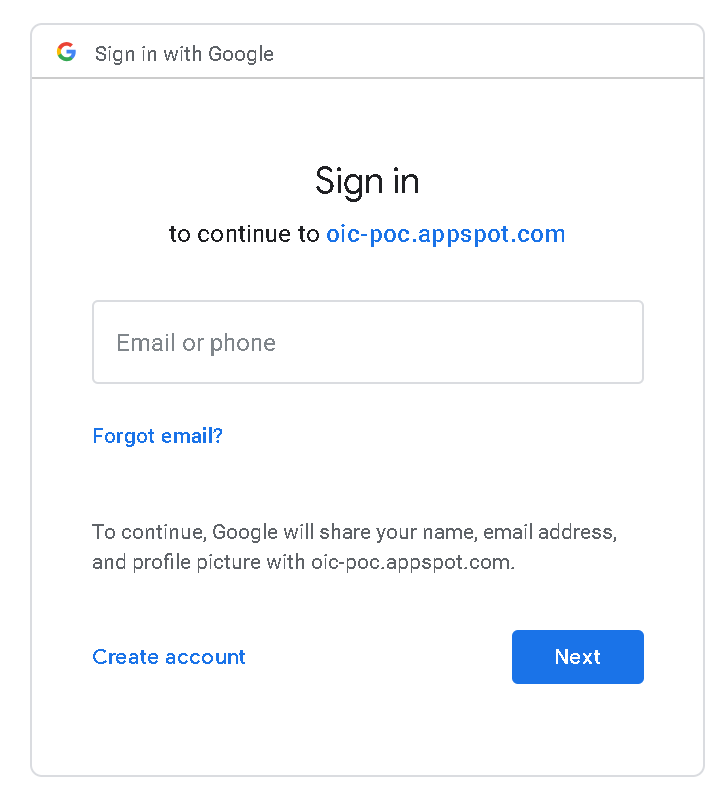 Sign in with Google
Sign in
to continue to oic-poc.appspot.com
Email or phone
Forgot email?
To continue, Google will share your name, email address,
and profile picture with oic-poc.appspot.com.
Create account
Next